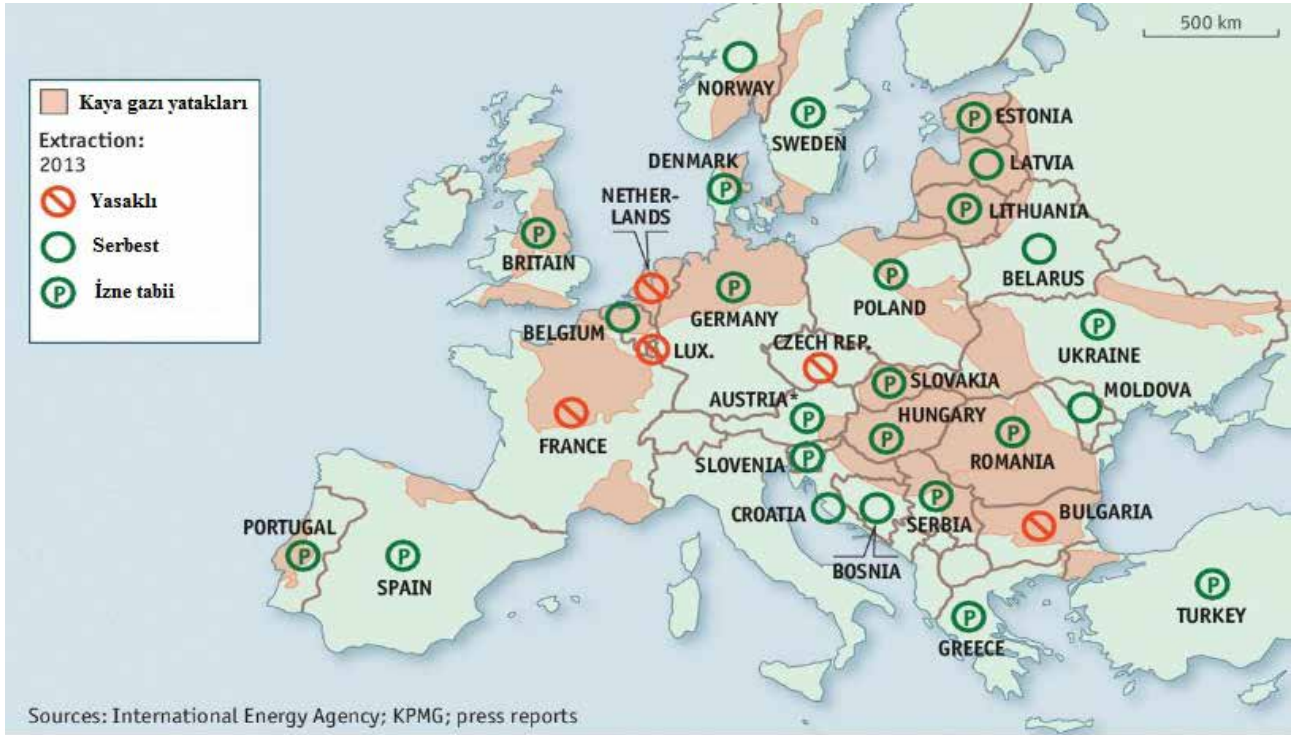 500 km
Kaya gazı yatakları
Extraction:
2013
Yasaklı
Serbest
P
İzne tabii
NORWAY
P
SWEDEN
P
ESTONIA
LATVIA
P
LITHUANIA
BELARUS
DENMARK
P
NETHER-
LANDS
P
BRITAIN
BELGIUM
LUX.
P
GERMANY
P
POLAND
CZECH REP.
P
UKRAINE
P
SLOVAKIA
MOLDOVA
AUSTRIA*
P
HUNGARY
P
P
ROMANIA
FRANCE
SLOVENIA
P
CROATIA
BOSNIA
P
SERBIA
BULGARIA
PORTUGAL
P
P
SPAIN
P
GREECE
P
TURKEY
Sources: International Energy Agency; KPMG; press reports